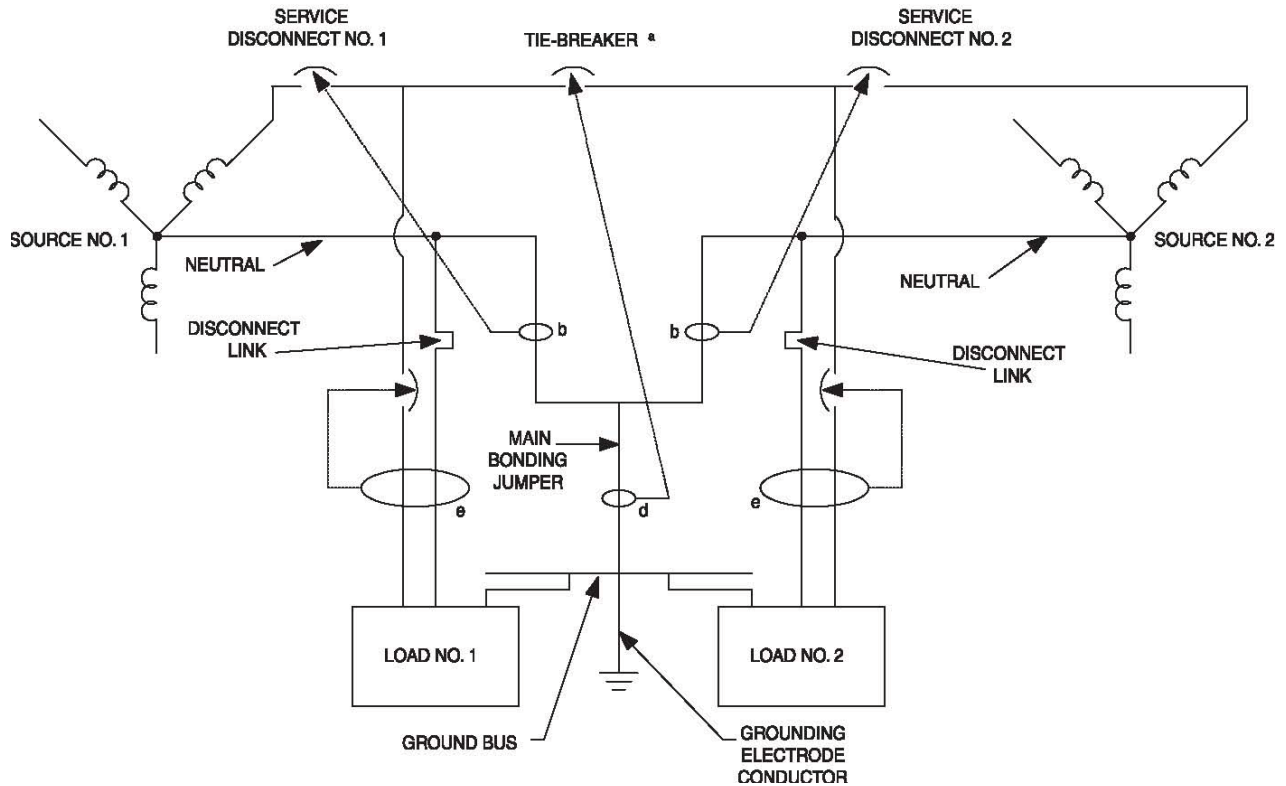 SERVICE
DISCONNECT NO. 1
TIE-BREAKER a
SERVICE
DISCONNECT NO. 2
SOURCE NO. 1
SOURCE NO. 2
NEUTRAL
NEUTRAL
DISCONNECT
LINK
b
b
DISCONNECT
LINK
MAIN
BONDING
JUMPER
e
d
e
LOAD NO. 1
LOAD NO. 2
GROUND BUS
GROUNDING
ELECTRODE
CONDUCTOR